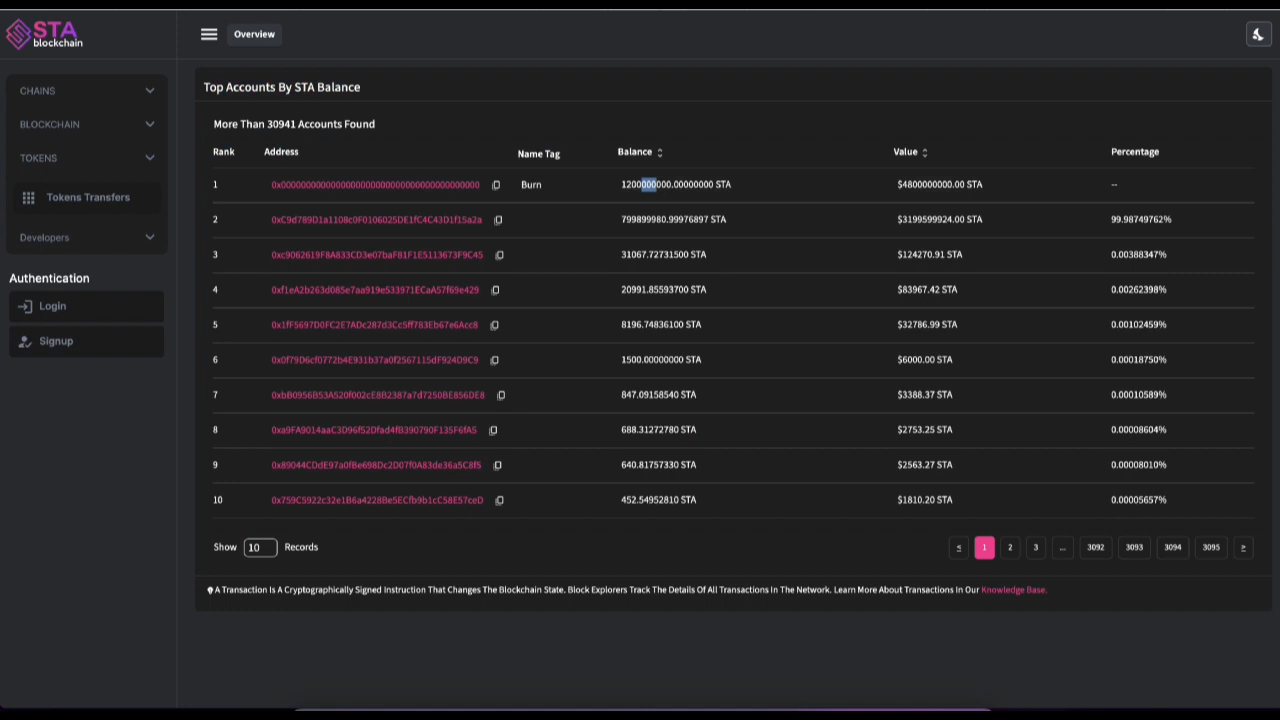 STA
blockchain
Overview
CHAINS
BLOCKCHAIN
TOKENS
Tokens Transfers
Developers
Authentication
Login
Signup
Top Accounts By STA Balance
More Than 30941 Accounts Found
Rank Address Name Tag Balance Value Percentage
1 0x0000000000000000000000000000000000000000 Burn 1200000000.00000000 STA $4800000000.00 STA --
2 0xC9d789D1a1108c0F0106025DE1fC4C43D1f15a2a 799899980.99976897 STA $3199599924.00 STA 99.98749762%
3 0xc9062619F8A833CD3e07baF81F1E5113673F9C45 31067.72731500 STA $124270.91 STA 0.00388347%
4 0xf1eA2b263d085e7aa919e533971ECaA57f69e429 20991.85593700 STA $83967.42 STA 0.00262398%
5 0x1fF5697D0FC2E7ADc287d3Cc5ff783Eb67e6Acc8 8196.74836100 STA $32786.99 STA 0.00102459%
6 0x0f79D6cf0772b4E931b37a0f2567115dF924D9C9 1500.00000000 STA $6000.00 STA 0.00018750%
7 0xbB0956B53A520f002cE8B2387a7d7250BE856DE8 847.09158540 STA $3388.37 STA 0.00010589%
8 0xa9FA9014aaC3D96f52Dfad4fB390790F135F6fA5 688.31272780 STA $2753.25 STA 0.00008604%
9 0x89044CDdE97a0fBe698Dc2D07f0A83de36a5C8f5 640.81757330 STA $2563.27 STA 0.00008010%
10 0x759C5922c32e1B6a4228Be5ECfb9b1cC58E57ceD 452.54952810 STA $1810.20 STA 0.00005657%
Show 10 Records
≤ 1 2 3 ... 3092 3093 3094 3095 ≥
A Transaction Is A Cryptographically Signed Instruction That Changes The Blockchain State. Block Explorers Track The Details Of All Transactions In The Network. Learn More About Transactions In Our Knowledge Base.